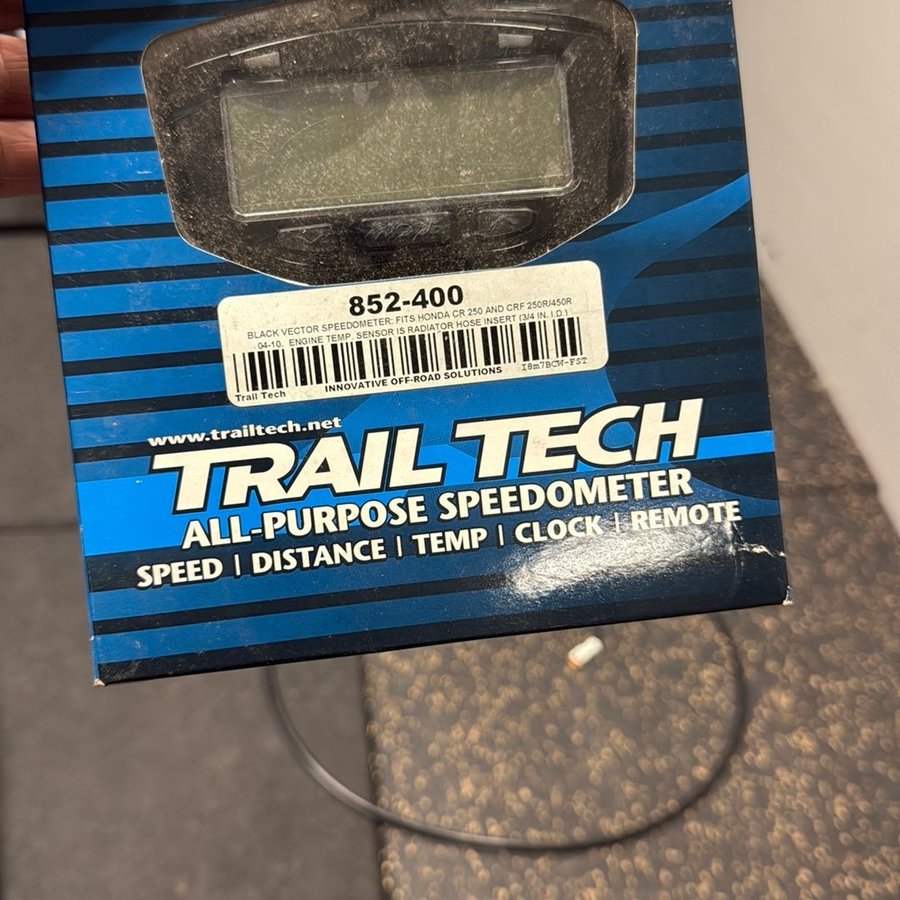 852-400
BLACK VECTOR SPEEDOMETER: FITS HONDA CR 250 AND CRF 250R/450R
04-10. ENGINE TEMP. SENSOR IS RADIATOR HOSE INSERT (3/4 IN. I.D.)
Trail Tech INNOVATIVE OFF-ROAD SOLUTIONS I8m7BCW-FST
www.trailtech.net
TRAIL TECH
ALL-PURPOSE SPEEDOMETER
SPEED | DISTANCE | TEMP | CLOCK | REMOTE